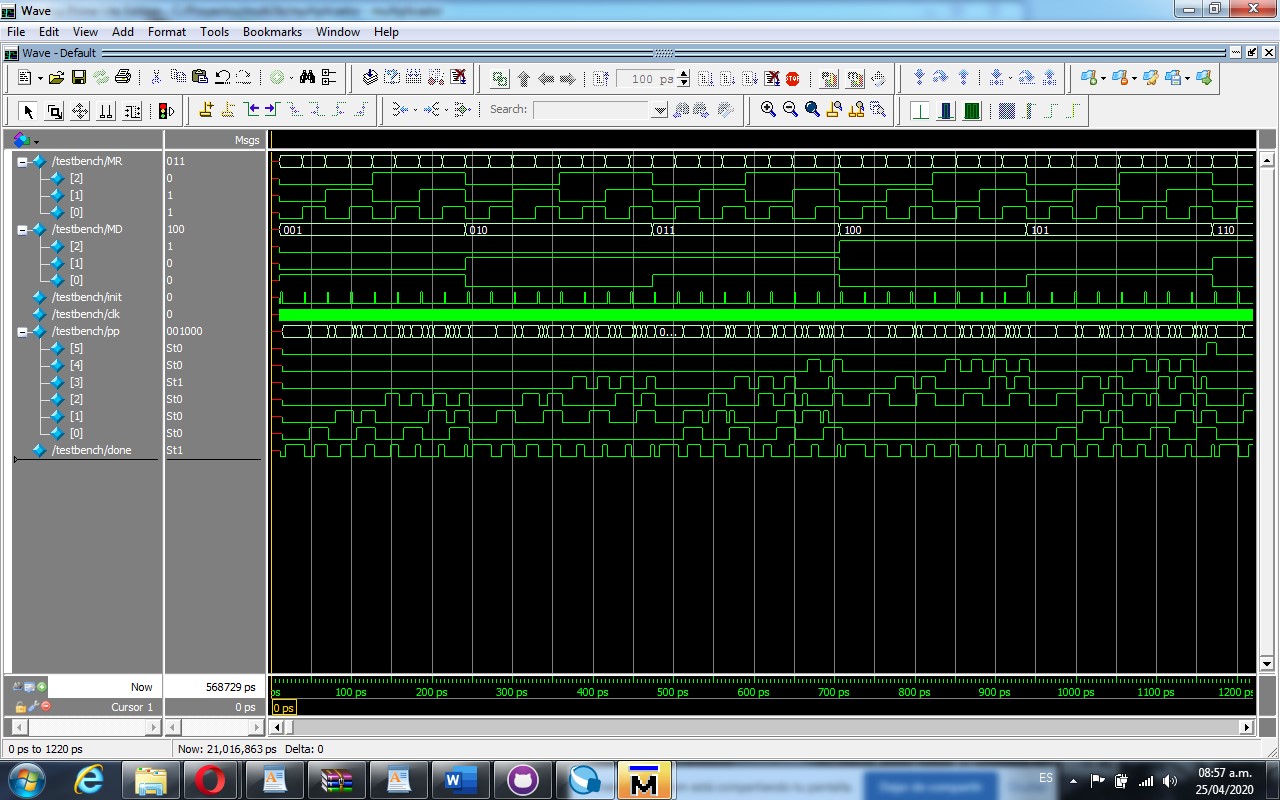 Wave
File Edit View Add Format Tools Bookmarks Window Help
Wave - Default
100 ps
Search:
Msgs
/testbench/MR 011
[2] 0
[1] 1
[0] 1
/testbench/MD 100 001 010 011 100 101 110
[2] 1
[1] 0
[0] 0
/testbench/init 0
/testbench/clk 0
/testbench/pp 001000 0...
[5] St0
[4] St0
[3] St1
[2] St0
[1] St0
[0] St0
/testbench/done St1
Now 568729 ps ps 100 ps 200 ps 300 ps 400 ps 500 ps 600 ps 700 ps 800 ps 900 ps 1000 ps 1100 ps 1200 ps
Cursor 1 0 ps 0 ps
0 ps to 1220 ps Now: 21,016,863 ps Delta: 0
ES 08:57 a.m.
25/04/2020